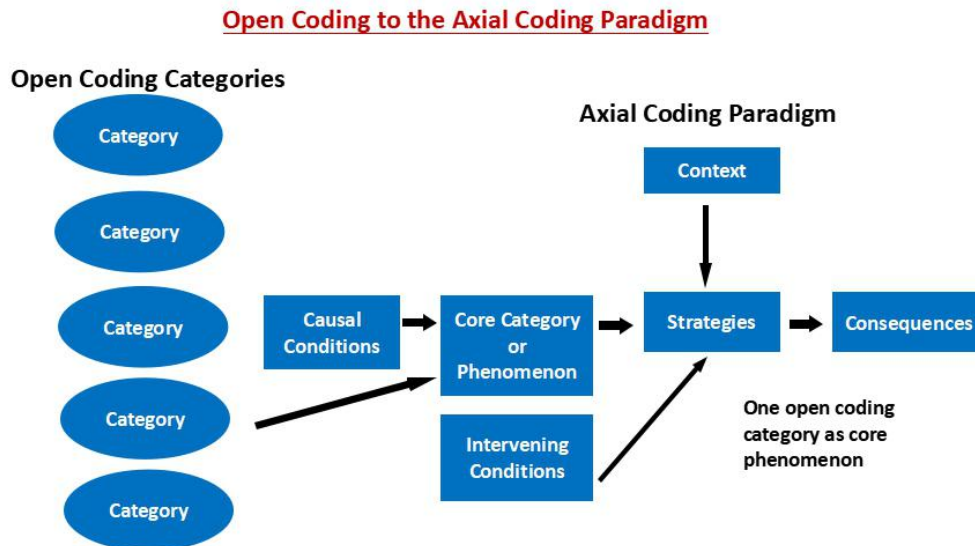 Open Coding to the Axial Coding Paradigm
Open Coding Categories
Category
Category
Category
Category
Category
Axial Coding Paradigm
Context
Causal
Conditions
Core Category
or
Phenomenon
Strategies
Consequences
Intervening
Conditions
One open coding
category as core
phenomenon